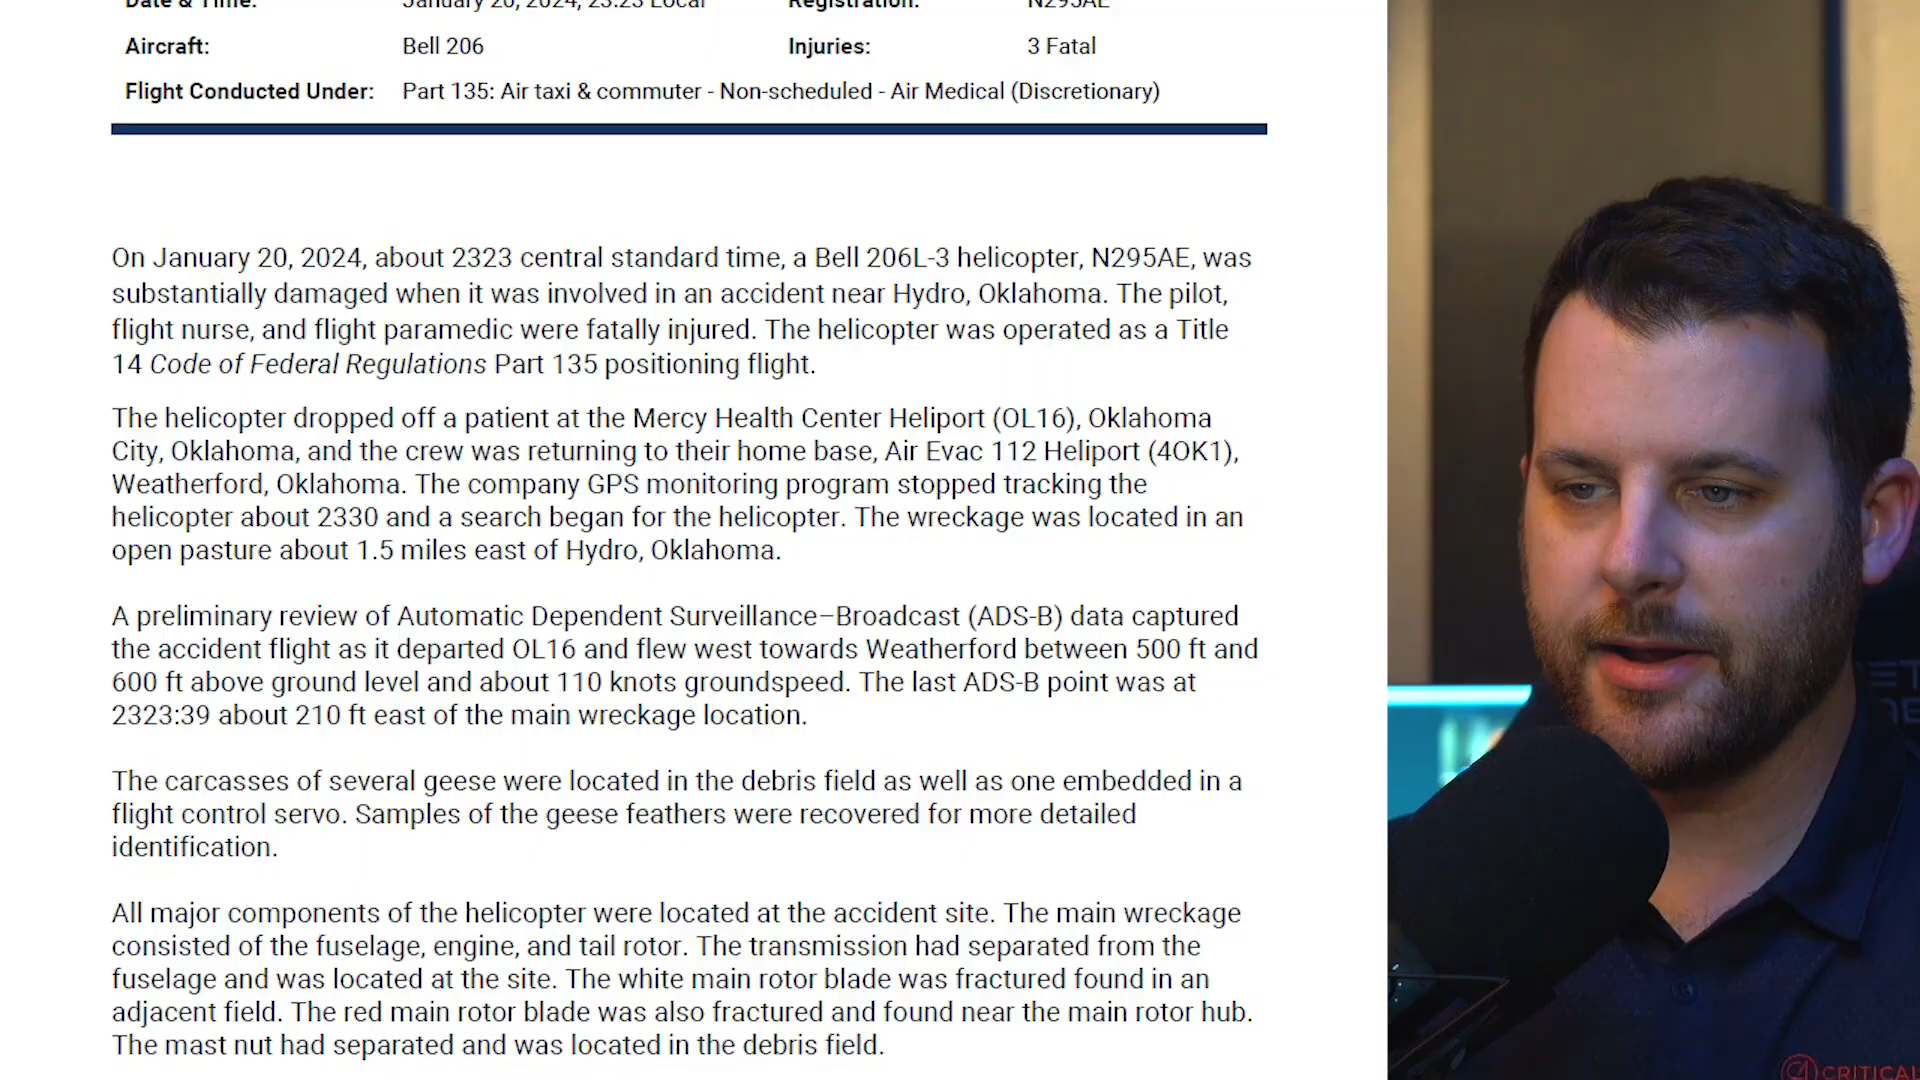 Date & Time: January 20, 2024, 23:23 Local Registration: N295AE
Aircraft: Bell 206 Injuries: 3 Fatal
Flight Conducted Under: Part 135: Air taxi & commuter - Non-scheduled - Air Medical (Discretionary)
On January 20, 2024, about 2323 central standard time, a Bell 206L-3 helicopter, N295AE, was
substantially damaged when it was involved in an accident near Hydro, Oklahoma. The pilot,
flight nurse, and flight paramedic were fatally injured. The helicopter was operated as a Title
14 Code of Federal Regulations Part 135 positioning flight.
The helicopter dropped off a patient at the Mercy Health Center Heliport (OL16), Oklahoma
City, Oklahoma, and the crew was returning to their home base, Air Evac 112 Heliport (4OK1),
Weatherford, Oklahoma. The company GPS monitoring program stopped tracking the
helicopter about 2330 and a search began for the helicopter. The wreckage was located in an
open pasture about 1.5 miles east of Hydro, Oklahoma.
A preliminary review of Automatic Dependent Surveillance–Broadcast (ADS-B) data captured
the accident flight as it departed OL16 and flew west towards Weatherford between 500 ft and
600 ft above ground level and about 110 knots groundspeed. The last ADS-B point was at
2323:39 about 210 ft east of the main wreckage location.
The carcasses of several geese were located in the debris field as well as one embedded in a
flight control servo. Samples of the geese feathers were recovered for more detailed
identification.
All major components of the helicopter were located at the accident site. The main wreckage
consisted of the fuselage, engine, and tail rotor. The transmission had separated from the
fuselage and was located at the site. The white main rotor blade was fractured found in an
adjacent field. The red main rotor blade was also fractured and found near the main rotor hub.
The mast nut had separated and was located in the debris field.
CRITICAL